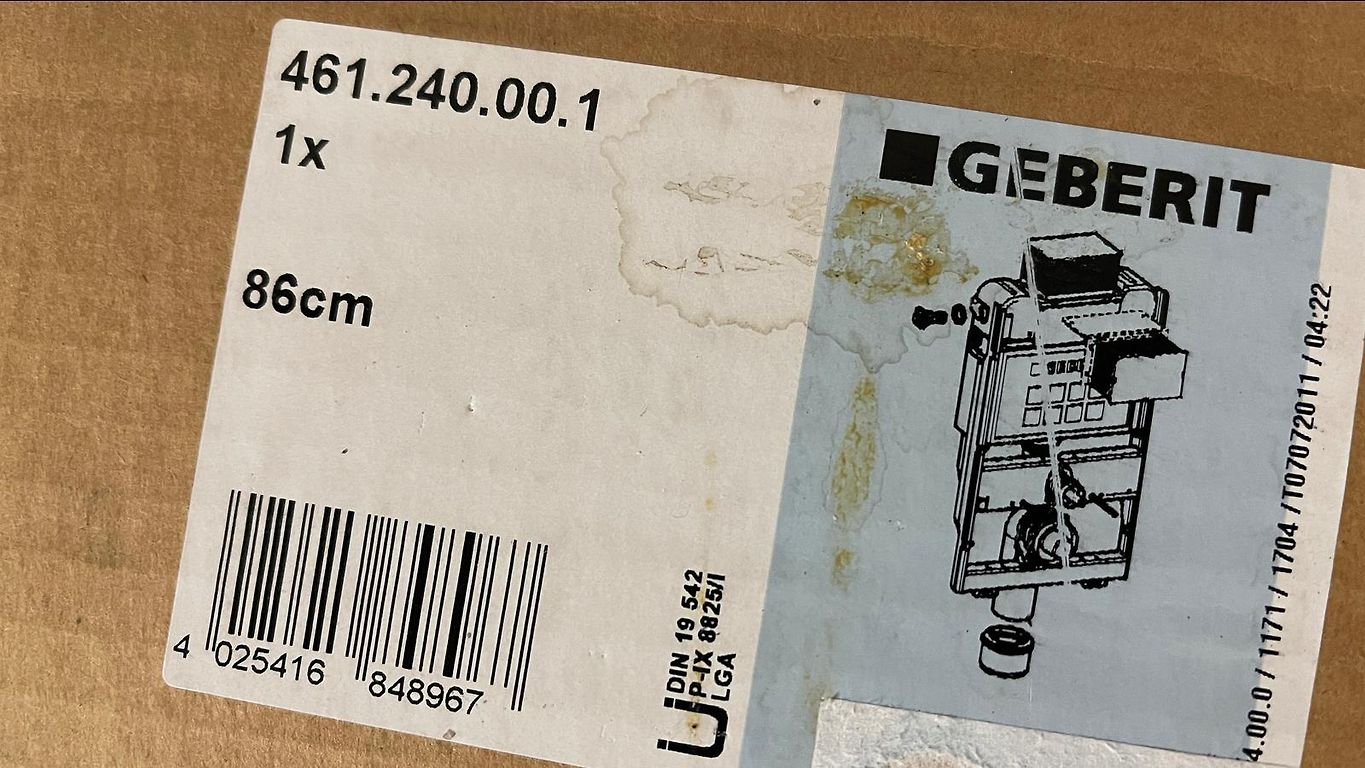 461.240.00.1
1x
86cm
4 025416 848967
DIN 19 542
P-IX 8825/I
LGA
GEBERIT
4.00.0 / 1171 / 1704 /T07072011 / 04:22